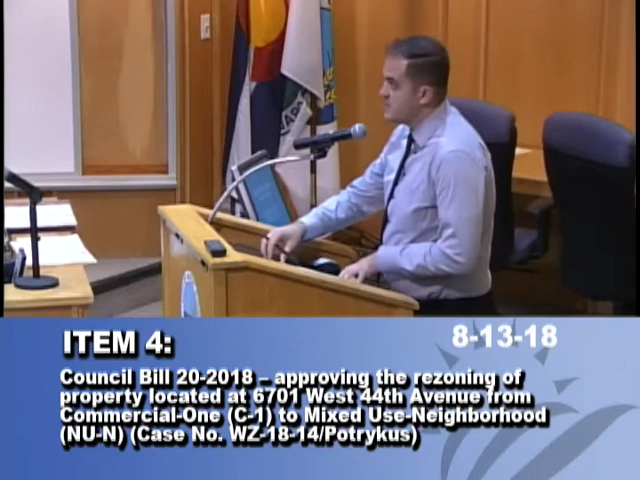 ITEM 4:
8-13-18
Council Bill 20-2018 – approving the rezoning of
property located at 6701 West 44th Avenue from
Commercial-One (C-1) to Mixed Use-Neighborhood
(NU-N) (Case No. WZ-18-14/Potrykus)